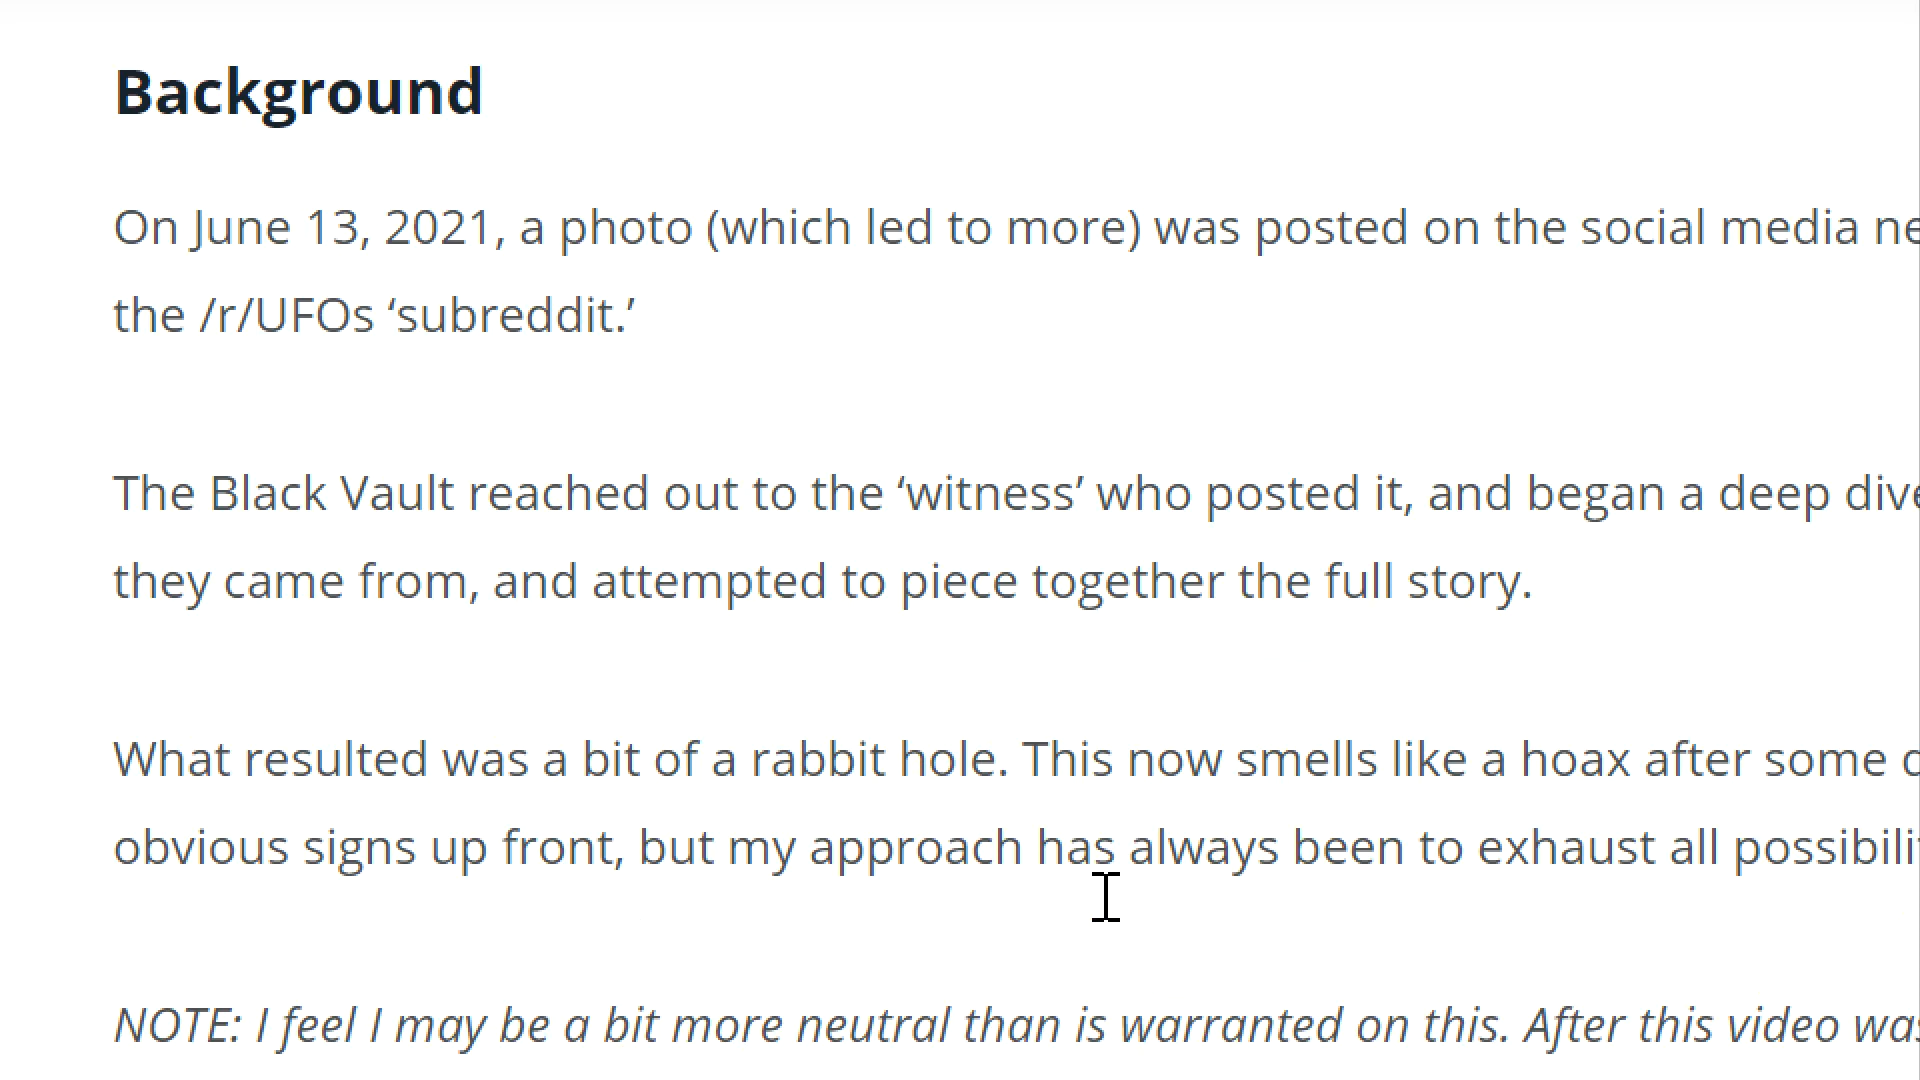 Background
On June 13, 2021, a photo (which led to more) was posted on the social media
the /r/UFOs ‘subreddit.’
The Black Vault reached out to the ‘witness’ who posted it, and began a deep
they came from, and attempted to piece together the full story.
What resulted was a bit of a rabbit hole. This now smells like a hoax after some
obvious signs up front, but my approach has always been to exhaust all
NOTE: I feel I may be a bit more neutral than is warranted on this. After this video